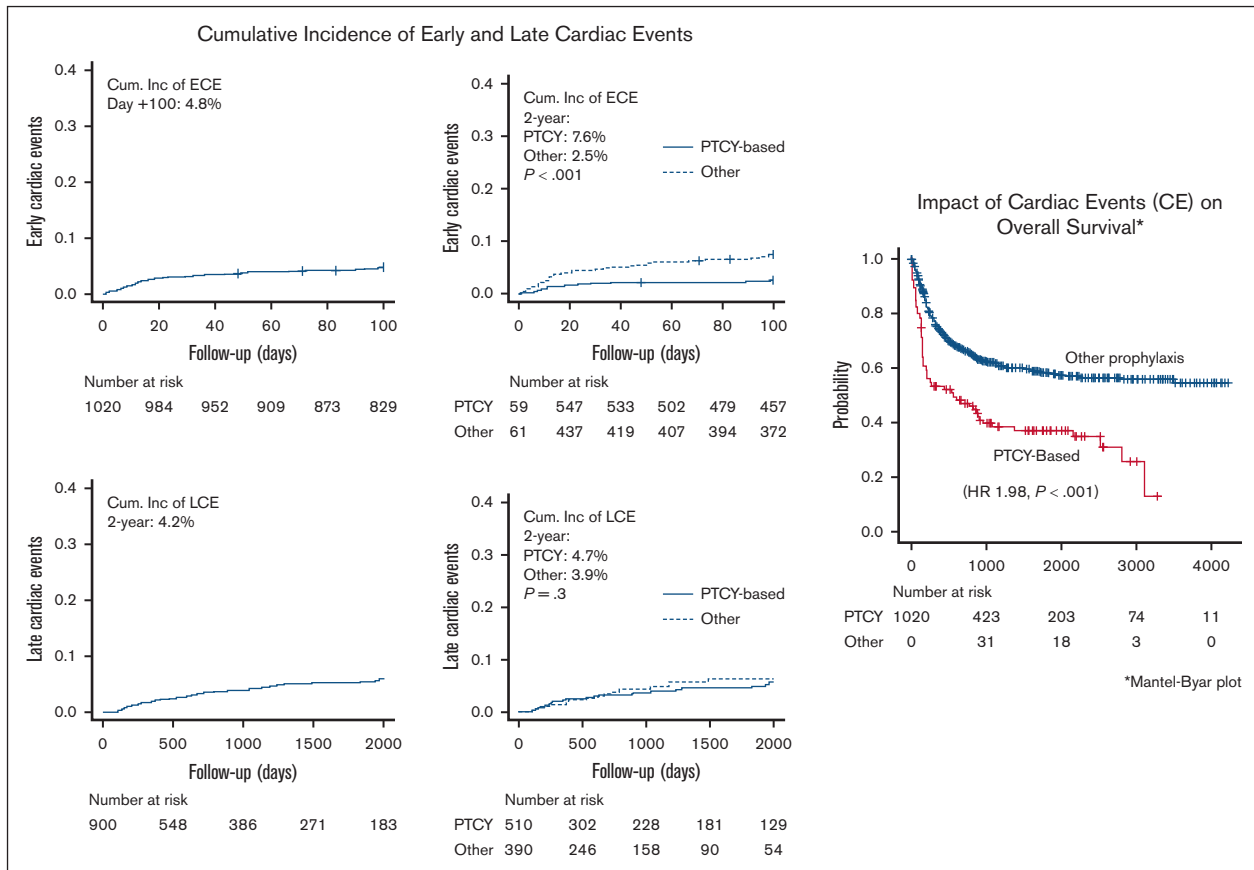 Cumulative Incidence of Early and Late Cardiac Events
0.4
0.3
0.2
0.1
0.0
Early cardiac events
Cum. Inc of ECE
Day +100: 4.8%
0 20 40 60 80 100
Follow-up (days)
Number at risk
1020 984 952 909 873 829
0.4
0.3
0.2
0.1
0.0
Early cardiac events
Cum. Inc of ECE
2-year:
PTCY: 7.6%
Other: 2.5%
P < .001
PTCY-based
Other
0 20 40 60 80 100
Follow-up (days)
Number at risk
PTCY 59 547 533 502 479 457
Other 61 437 419 407 394 372
0.4
0.3
0.2
0.1
0.0
Late cardiac events
Cum. Inc of LCE
2-year: 4.2%
0 500 1000 1500 2000
Follow-up (days)
Number at risk
900 548 386 271 183
0.4
0.3
0.2
0.1
0.0
Late cardiac events
Cum. Inc of LCE
2-year:
PTCY: 4.7%
Other: 3.9%
P = .3
PTCY-based
Other
0 500 1000 1500 2000
Follow-up (days)
Number at risk
PTCY 510 302 228 181 129
Other 390 246 158 90 54
Impact of Cardiac Events (CE) on
Overall Survival*
1.0
0.8
0.6
0.4
0.2
0.0
Probability
Other prophylaxis
PTCY-Based
(HR 1.98, P < .001)
0 1000 2000 3000 4000
Number at risk
PTCY 1020 423 203 74 11
Other 0 31 18 3 0
*Mantel-Byar plot